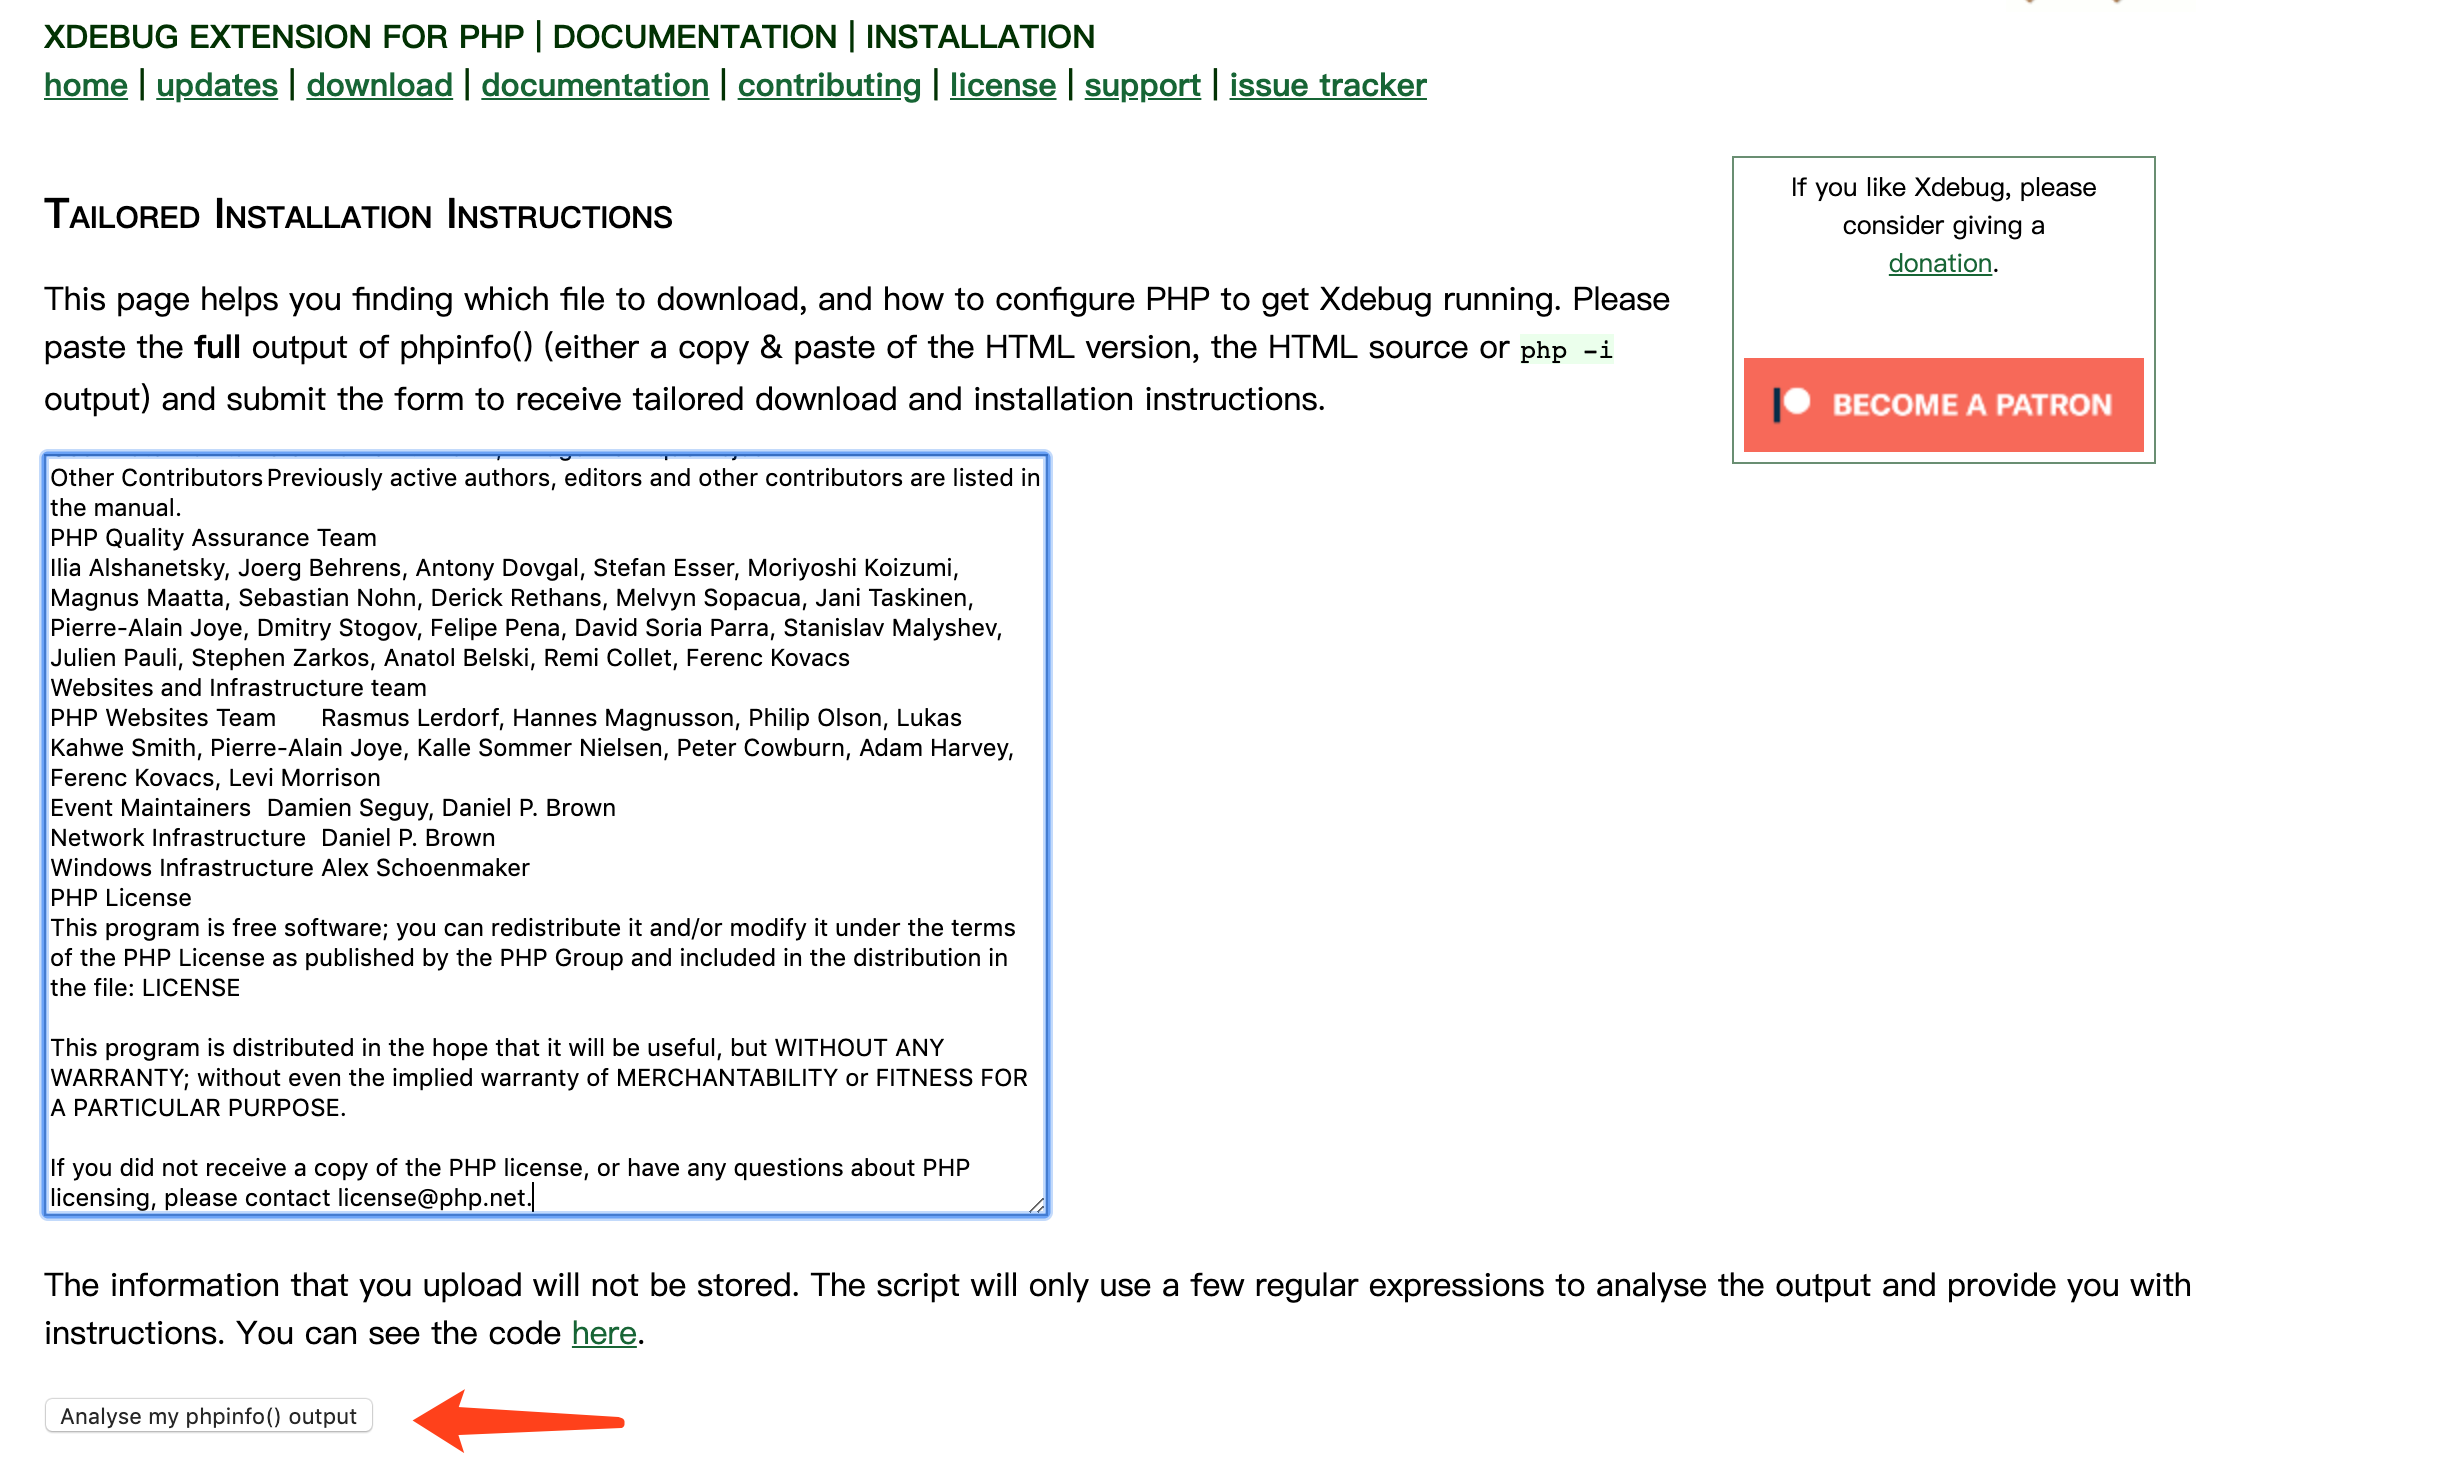 XDEBUG EXTENSION FOR PHP | DOCUMENTATION | INSTALLATION
home | updates | download | documentation | contributing | license | support | issue tracker
TAILORED INSTALLATION INSTRUCTIONS
This page helps you finding which file to download, and how to configure PHP to get Xdebug running. Please
paste the full output of phpinfo() (either a copy & paste of the HTML version, the HTML source or php -i
output) and submit the form to receive tailored download and installation instructions.
If you like Xdebug, please
consider giving a
donation.
BECOME A PATRON
Other Contributors Previously active authors, editors and other contributors are listed in
the manual.
PHP Quality Assurance Team
Ilia Alshanetsky, Joerg Behrens, Antony Dovgal, Stefan Esser, Moriyoshi Koizumi,
Magnus Maatta, Sebastian Nohn, Derick Rethans, Melvyn Sopacua, Jani Taskinen,
Pierre-Alain Joye, Dmitry Stogov, Felipe Pena, David Soria Parra, Stanislav Malyshev,
Julien Pauli, Stephen Zarkos, Anatol Belski, Remi Collet, Ferenc Kovacs
Websites and Infrastructure team
PHP Websites Team Rasmus Lerdorf, Hannes Magnusson, Philip Olson, Lukas
Kahwe Smith, Pierre-Alain Joye, Kalle Sommer Nielsen, Peter Cowburn, Adam Harvey,
Ferenc Kovacs, Levi Morrison
Event Maintainers Damien Seguy, Daniel P. Brown
Network Infrastructure Daniel P. Brown
Windows Infrastructure Alex Schoenmaker
PHP License
This program is free software; you can redistribute it and/or modify it under the terms
of the PHP License as published by the PHP Group and included in the distribution in
the file: LICENSE
This program is distributed in the hope that it will be useful, but WITHOUT ANY
WARRANTY; without even the implied warranty of MERCHANTABILITY or FITNESS FOR
A PARTICULAR PURPOSE.
If you did not receive a copy of the PHP license, or have any questions about PHP
licensing, please contact license@php.net.
The information that you upload will not be stored. The script will only use a few regular expressions to analyse the output and provide you with
instructions. You can see the code here.
Analyse my phpinfo() output